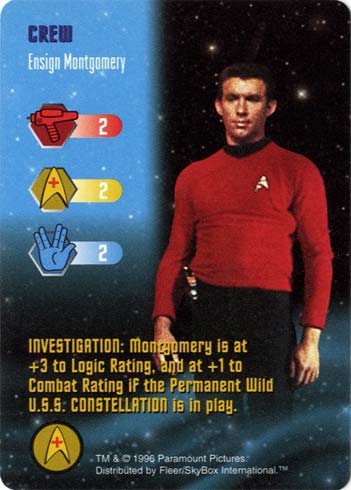 CREW
Ensign Montgomery
2
2
2
INVESTIGATION: Montgomery is at
+3 to Logic Rating, and at +1 to
Combat Rating if the Permanent Wild
U.S.S. CONSTELLATION is in play.
TM & © 1996 Paramount Pictures.
Distributed by Fleer/SkyBox International.™